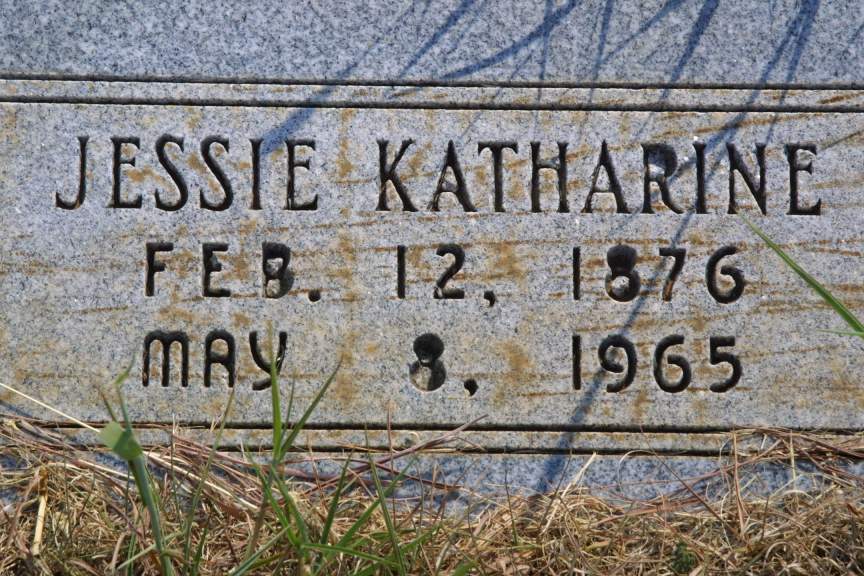 JESSIE KATHARINE
FEB. 12, 1876
MAY 8, 1965